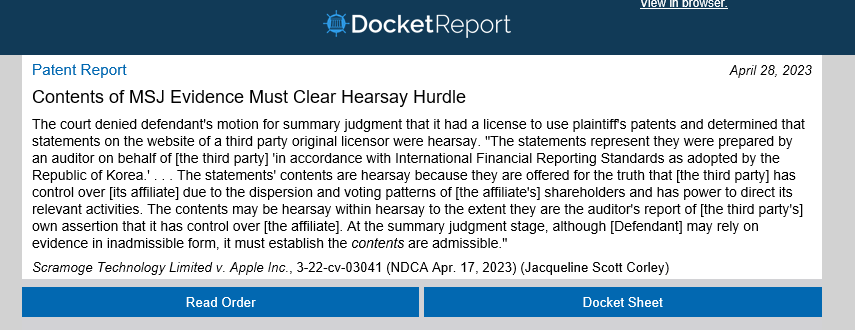 View in browser.
DocketReport
Patent Report
April 28, 2023
Contents of MSJ Evidence Must Clear Hearsay Hurdle
The court denied defendant's motion for summary judgment that it had a license to use plaintiff's patents and determined that
statements on the website of a third party original licensor were hearsay. "The statements represent they were prepared by
an auditor on behalf of [the third party] 'in accordance with International Financial Reporting Standards as adopted by the
Republic of Korea.' . . . The statements' contents are hearsay because they are offered for the truth that [the third party] has
control over [its affiliate] due to the dispersion and voting patterns of [the affiliate's] shareholders and has power to direct its
relevant activities. The contents may be hearsay within hearsay to the extent they are the auditor's report of [the third party's]
own assertion that it has control over [the affiliate]. At the summary judgment stage, although [Defendant] may rely on
evidence in inadmissible form, it must establish the contents are admissible."
Scramoge Technology Limited v. Apple Inc., 3-22-cv-03041 (NDCA Apr. 17, 2023) (Jacqueline Scott Corley)
Read Order
Docket Sheet